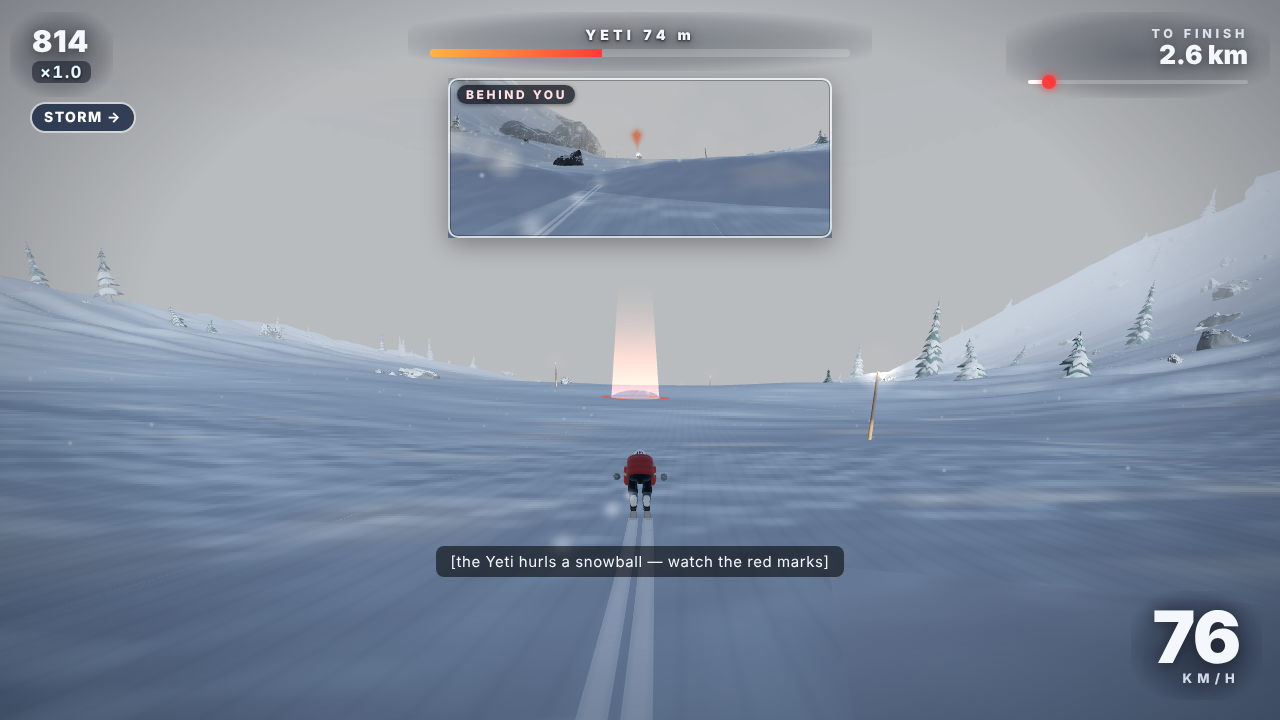 814
×1.0
STORM →
YETI 74 m
BEHIND YOU
TO FINISH
2.6 km
[the Yeti hurls a snowball — watch the red marks]
76
KM/H